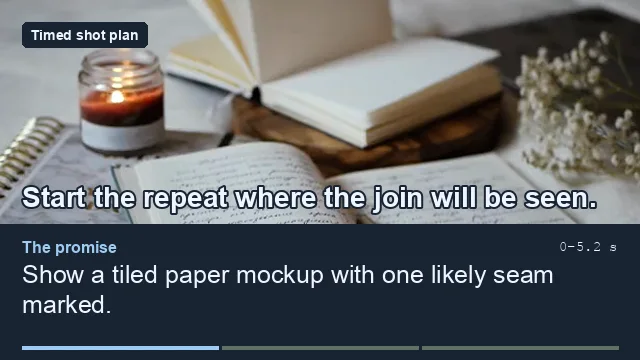 Timed shot plan
Start the repeat where the join will be seen.
The promise
0–5.2 s
Show a tiled paper mockup with one likely seam
marked.